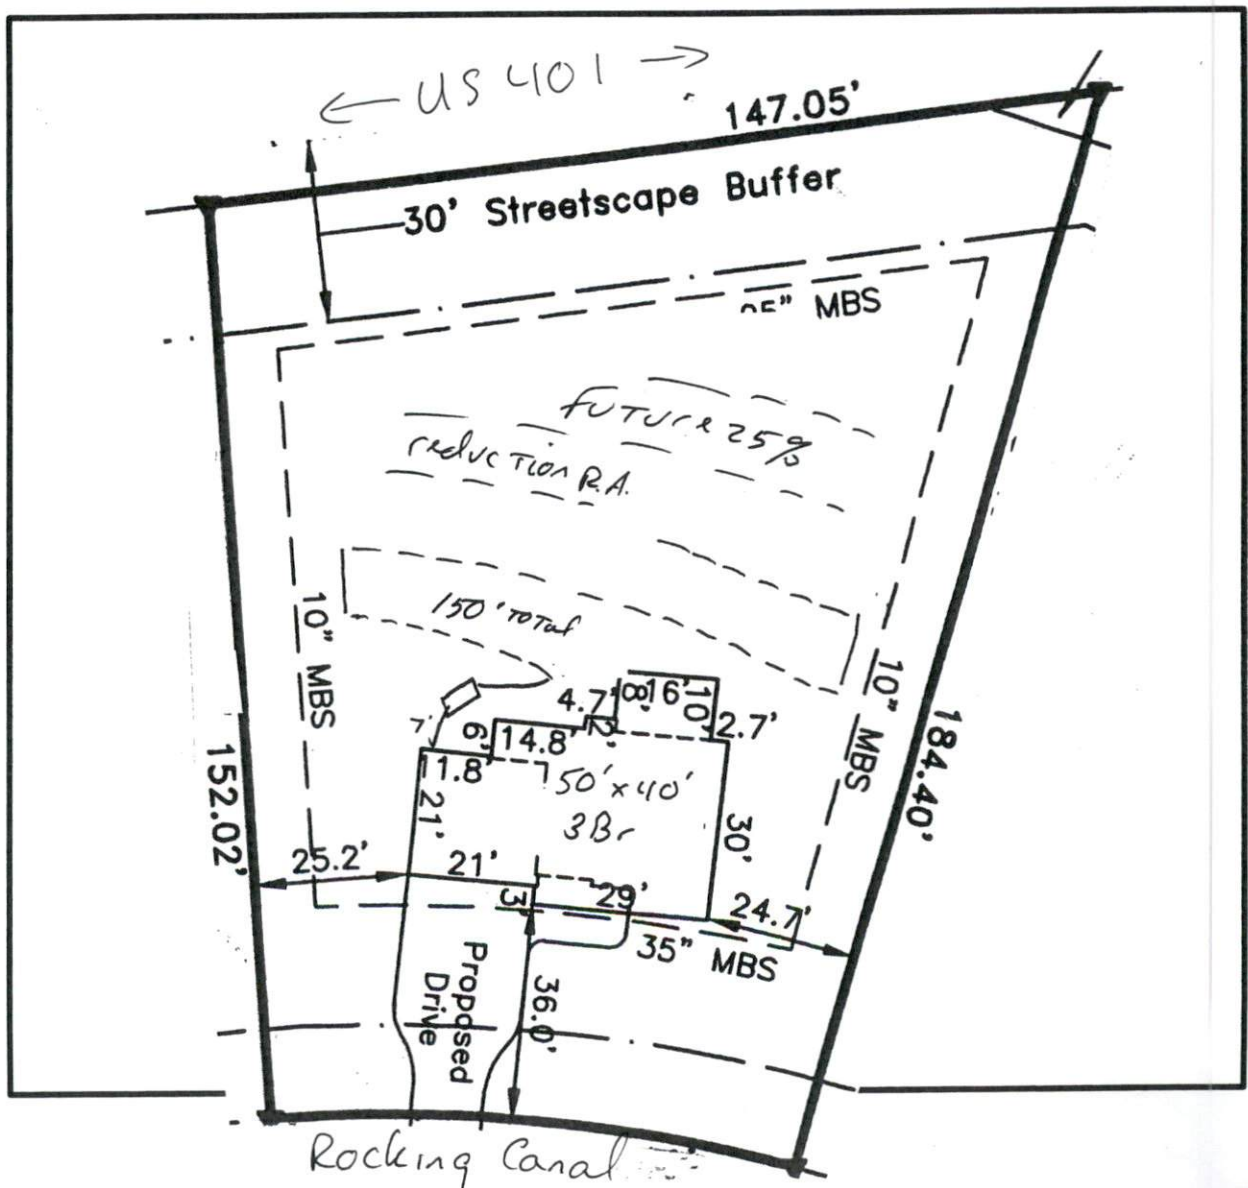 ← US 401 →
147.05'
30' Streetscape Buffer
MBS
FUTURE 25%
reduction R.A.
150' TOTAL
10" MBS
10" MBS
184.40'
152.02'
7'
6'
14.8'
4.7'
2'
8'
16'
10'
2.7'
11.8'
21'
50' x 40'
3Br
30'
25.2'
21'
3'
29'
24.7'
35" MBS
Proposed
Drive
36.0'
Rocking Canal